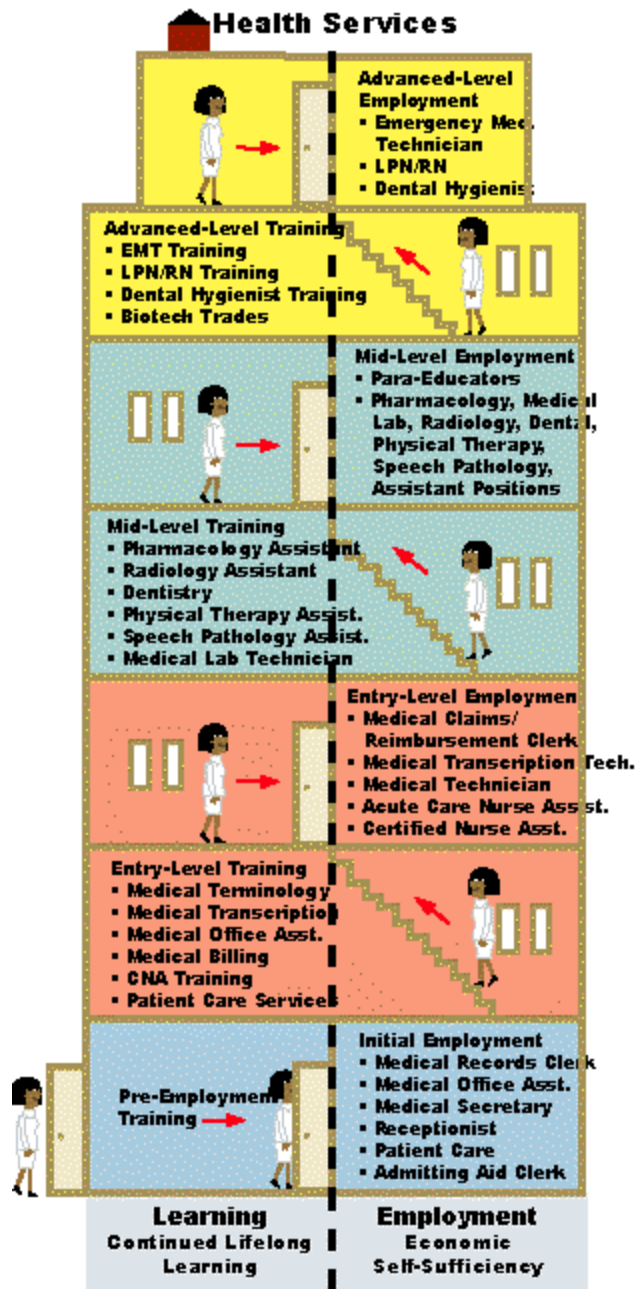 Health Services
Advanced-Level
Employment
▪ Emergency Med.
Technician
▪ LPN/RN
▪ Dental Hygienist
Advanced-Level Training
▪ EMT Training
▪ LPN/RN Training
▪ Dental Hygienist Training
▪ Biotech Trades
Mid-Level Employment
▪ Para-Educators
▪ Pharmacology, Medical
Lab, Radiology, Dental,
Physical Therapy,
Speech Pathology,
Assistant Positions
Mid-Level Training
▪ Pharmacology Assistant
▪ Radiology Assistant
▪ Dentistry
▪ Physical Therapy Assist.
▪ Speech Pathology Assist.
▪ Medical Lab Technician
Entry-Level Employmen
▪ Medical Claims/
Reimbursement Clerk
▪ Medical Transcription Tech.
▪ Medical Technician
▪ Acute Care Nurse Assist.
▪ Certified Nurse Asst.
Entry-Level Training
▪ Medical Terminology
▪ Medical Transcription
▪ Medical Office Asst.
▪ Medical Billing
▪ CNA Training
▪ Patient Care Services
Pre-Employment
Training
Initial Employment
▪ Medical Records Clerk
▪ Medical Office Asst.
▪ Medical Secretary
▪ Receptionist
▪ Patient Care
▪ Admitting Aid Clerk
Learning
Continued Lifelong
Learning
Employment
Economic
Self-Sufficiency